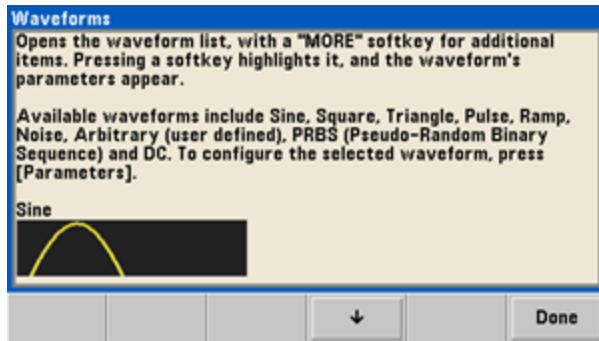 Waveforms
Opens the waveform list, with a "MORE" softkey for additional
items. Pressing a softkey highlights it, and the waveform's
parameters appear.
Available waveforms include Sine, Square, Triangle, Pulse, Ramp,
Noise, Arbitrary (user defined), PRBS (Pseudo-Random Binary
Sequence) and DC. To configure the selected waveform, press
[Parameters].
Sine
↓
Done